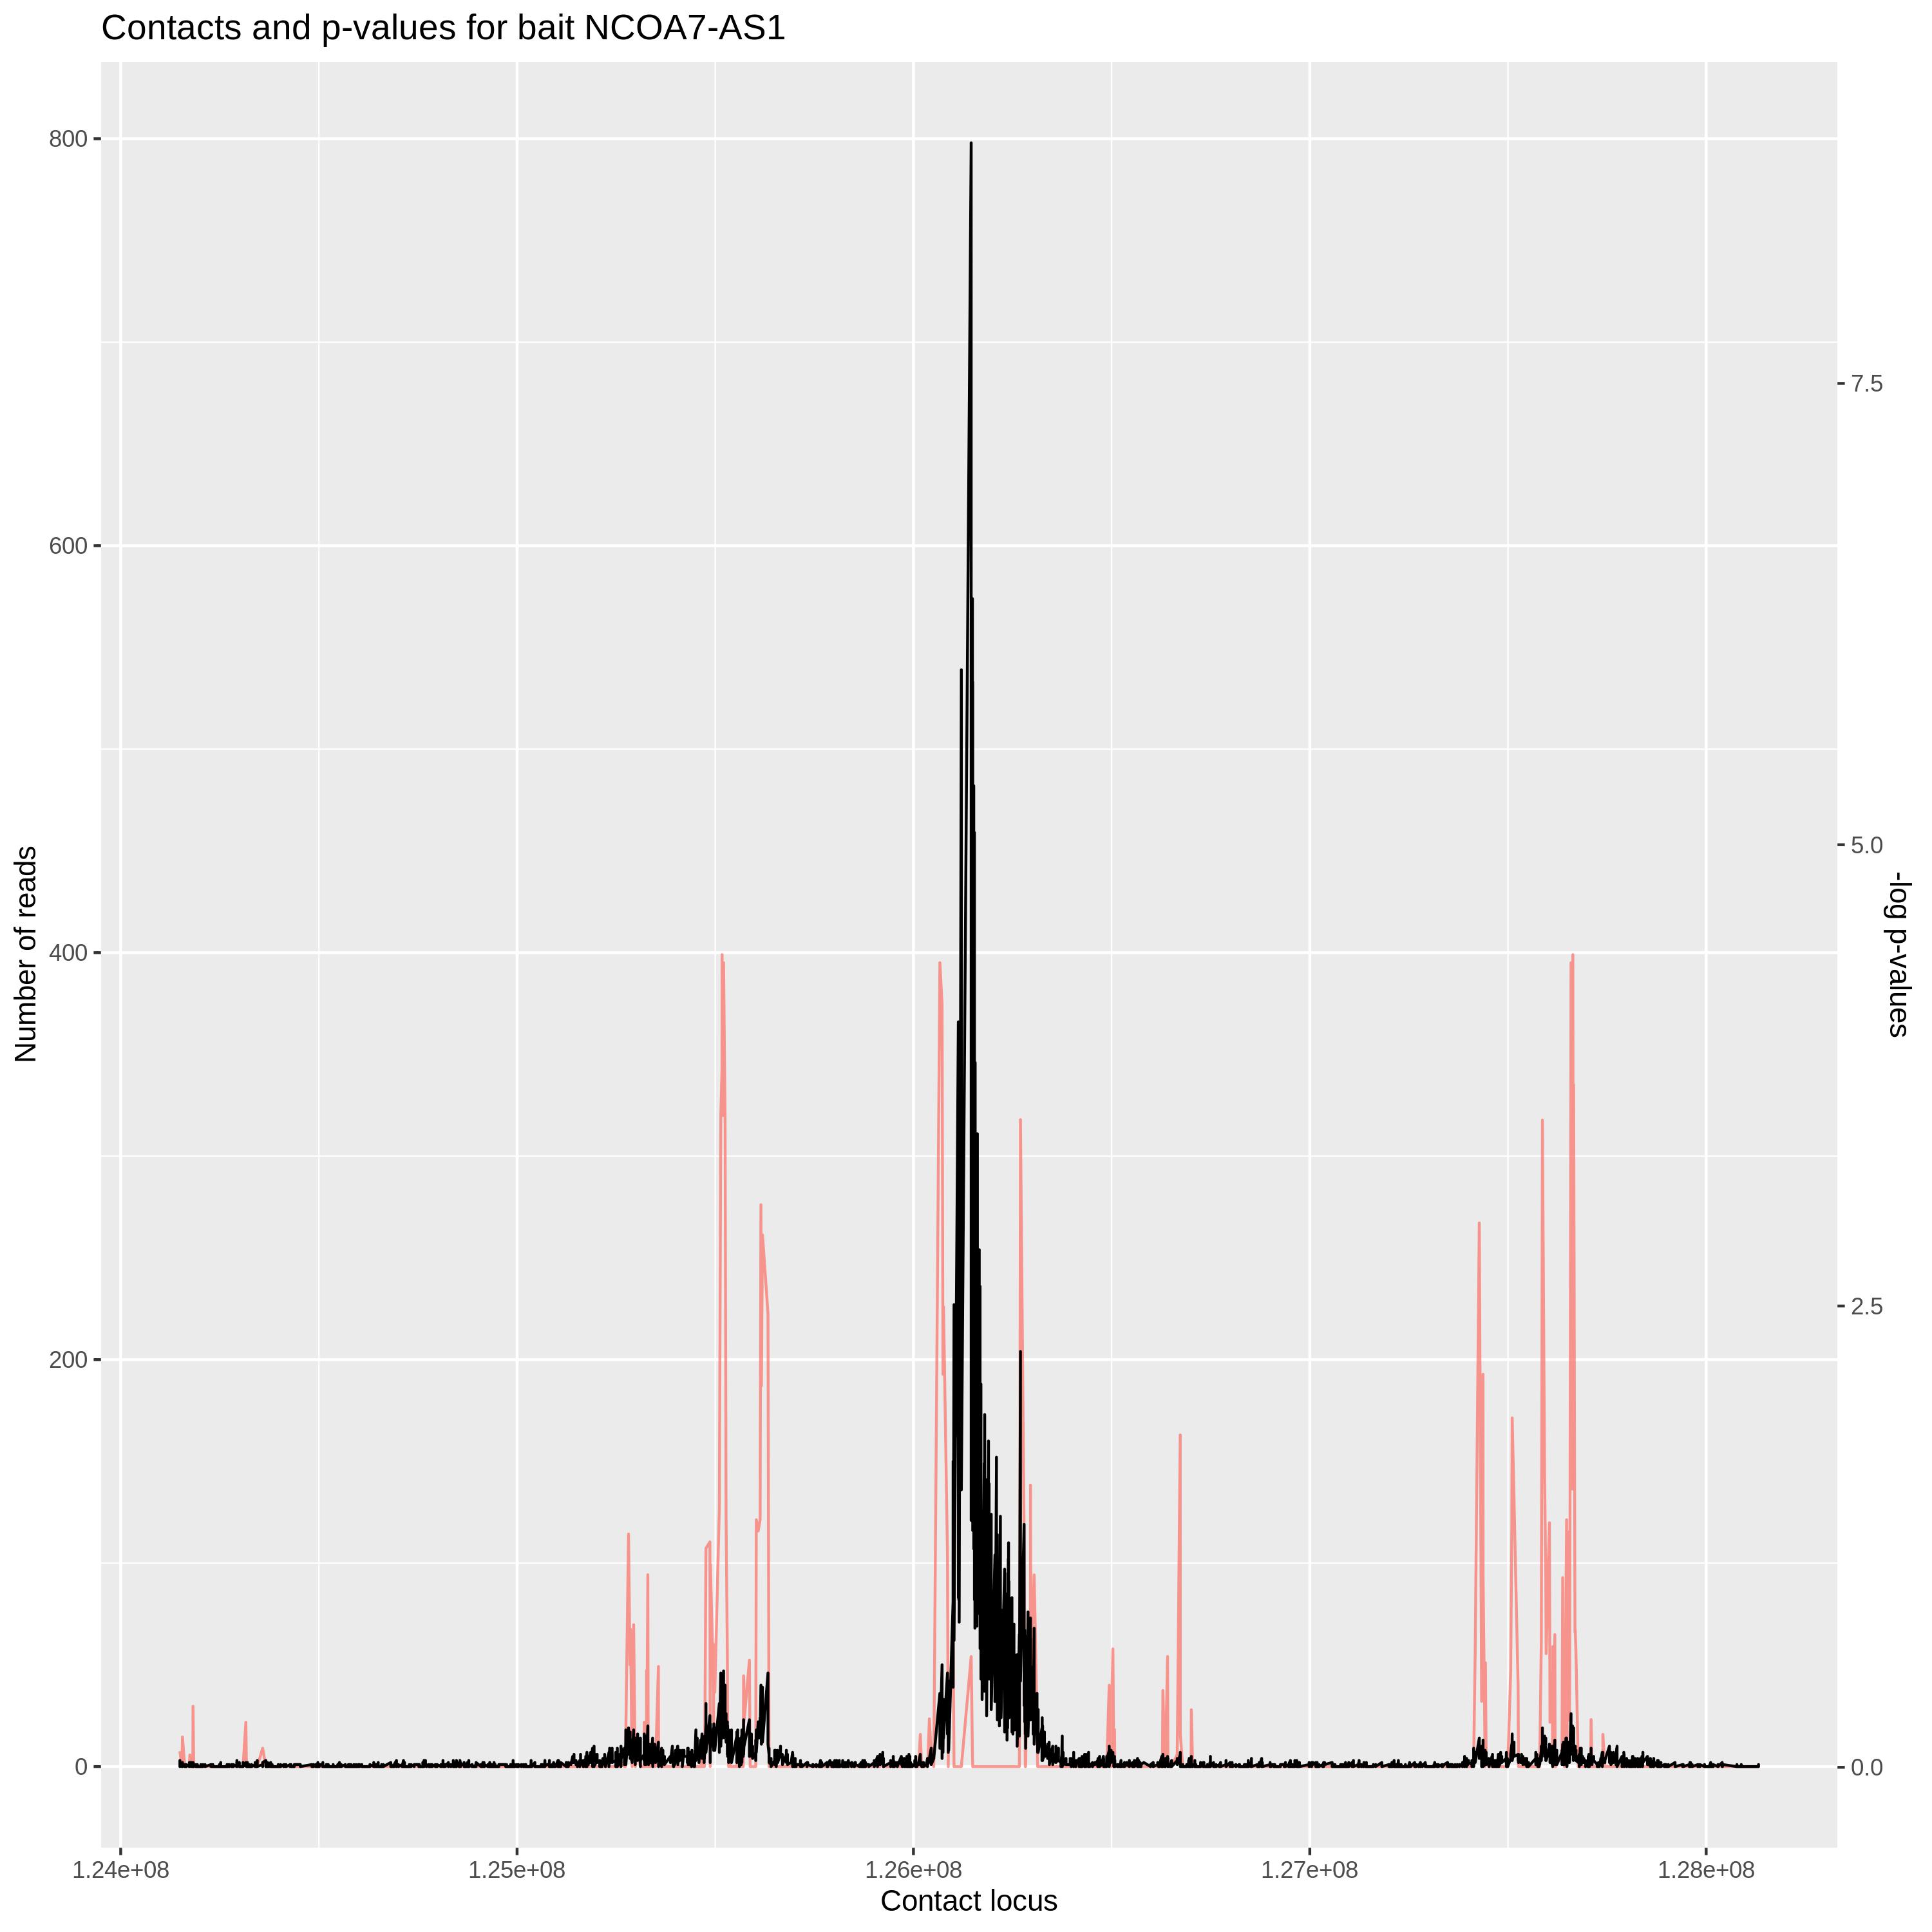 Contacts and p-values for bait NCOA7-AS1
800
600
400
200
0
Number of reads
7.5
5.0
2.5
0.0
-log p-values
1.24e+08
1.25e+08
1.26e+08
1.27e+08
1.28e+08
Contact locus